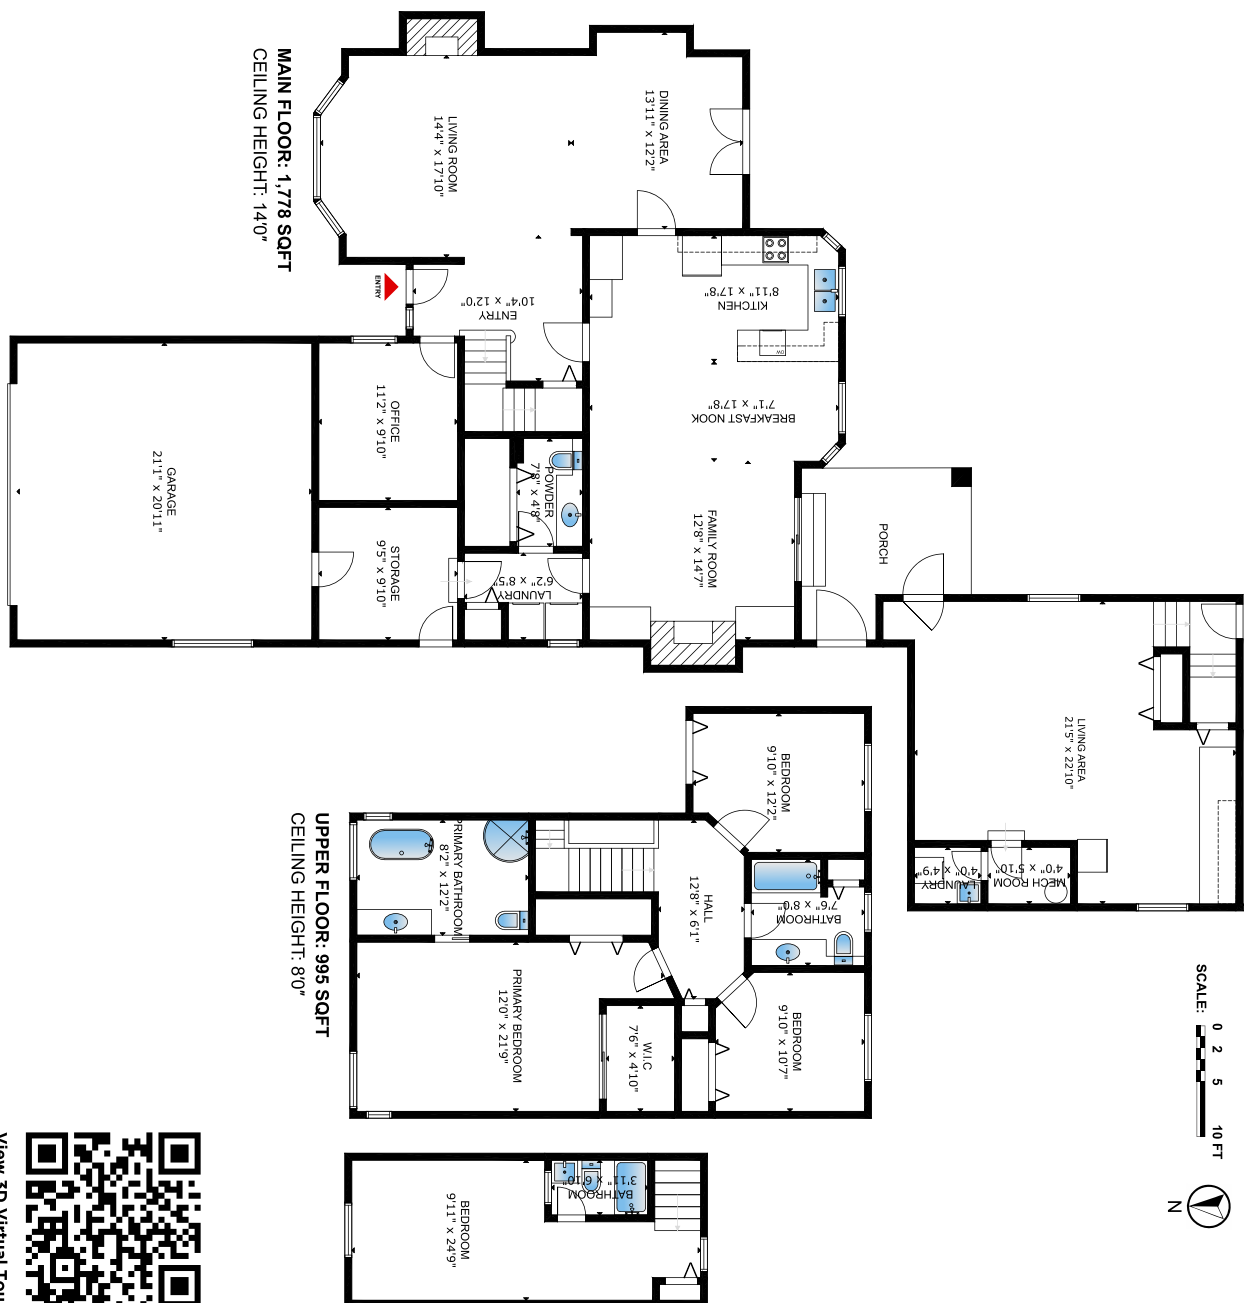 MAIN FLOOR: 1,778 SQFT
CEILING HEIGHT: 14'0"
LIVING ROOM
14'4" x 17'10"
DINING AREA
13'11" x 12'2"
ENTRY
ENTRY
10'4" x 12'0"
KITCHEN
8'11" x 17'8"
DW
BREAKFAST NOOK
7'1" x 17'8"
FAMILY ROOM
12'8" x 14'7"
PORCH
GARAGE
21'1" x 20'11"
OFFICE
11'2" x 9'10"
STORAGE
9'5" x 9'10"
POWDER
7'8" x 4'8"
LAUNDRY
6'2" x 8'5"
LIVING AREA
21'5" x 22'10"
MECH ROOM
4'0" x 5'10"
LAUNDRY
4'0" x 4'9"
UPPER FLOOR: 995 SQFT
CEILING HEIGHT: 8'0"
BEDROOM
9'10" x 12'2"
PRIMARY BATHROOM
8'2" x 12'2"
HALL
12'8" x 6'1"
BATHROOM
7'6" x 8'0"
PRIMARY BEDROOM
12'0" x 21'9"
W.I.C
7'6" x 4'10"
BEDROOM
9'10" x 10'7"
BATHROOM
3'11" x 6'10"
BEDROOM
9'11" x 24'9"
SCALE: 0 2 5 10 FT
N
View 3D Virtual Tou